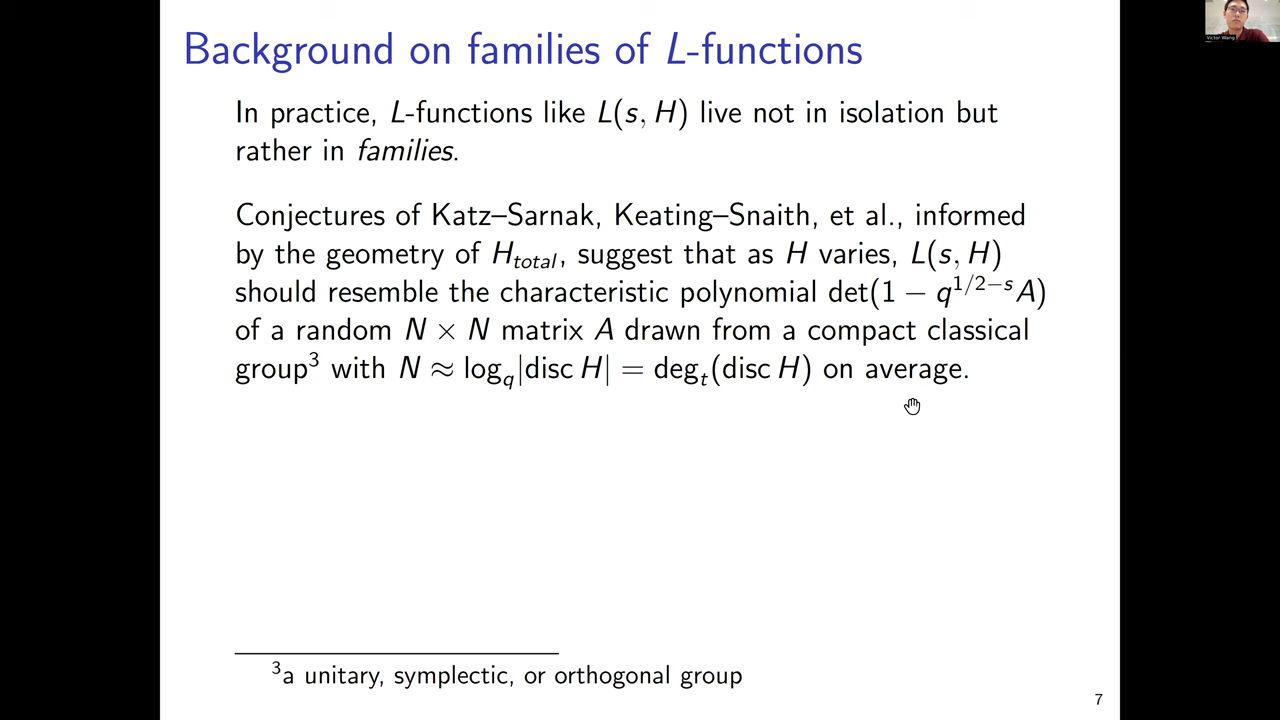 Background on families of L-functions
In practice, L-functions like L(s, H) live not in isolation but
rather in families.
Conjectures of Katz–Sarnak, Keating–Snaith, et al., informed
by the geometry of H_total, suggest that as H varies, L(s, H)
should resemble the characteristic polynomial det(1 − q^{1/2−s}A)
of a random N × N matrix A drawn from a compact classical
group³ with N ≈ log_q|disc H| = deg_t(disc H) on average.
³a unitary, symplectic, or orthogonal group
7
Victor Wang